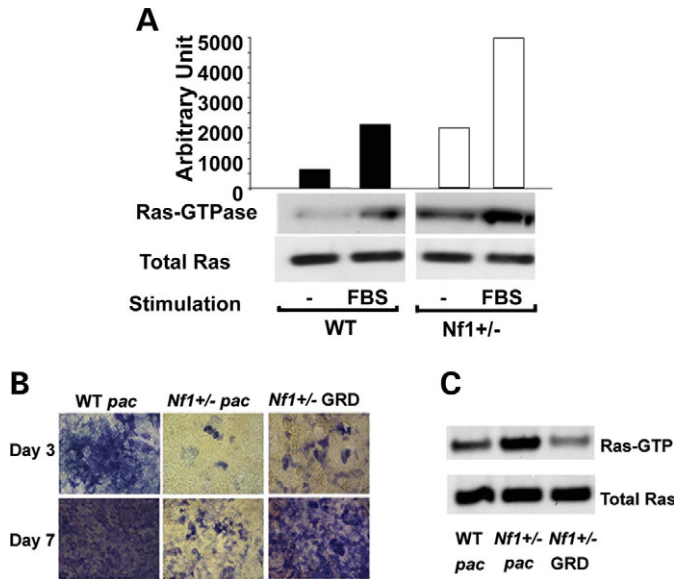 A
Arbitrary Unit
5000
4000
3000
2000
1000
0
Ras-GTPase
Total Ras
Stimulation
- FBS - FBS
WT Nf1+/-
B
WT pac Nf1+/- pac Nf1+/- GRD
Day 3
Day 7
C
Ras-GTP
Total Ras
WT Nf1+/- Nf1+/-
pac pac GRD